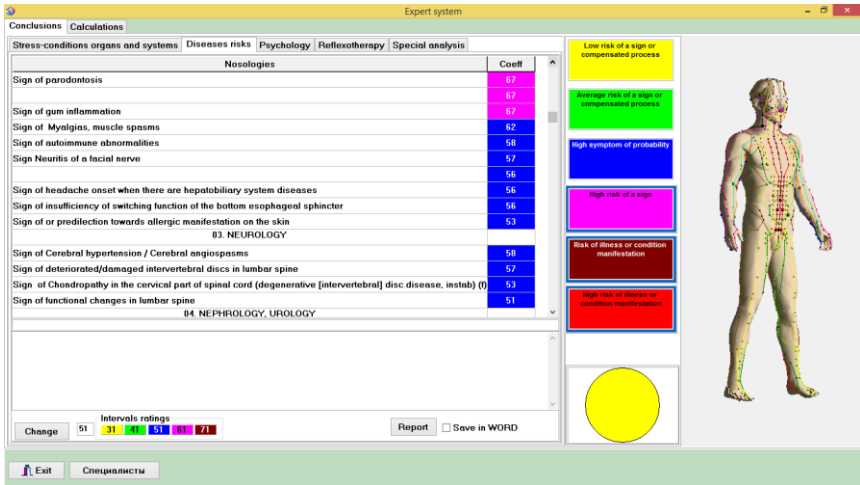 Expert system
Conclusions Calculations
Stress-conditions organs and systems Diseases risks Psychology Reflexotherapy Special analysis
Nosologies Coeff
Sign of parodontosis 67
67
Sign of gum inflammation 67
Sign of Myalgias, muscle spasms 62
Sign of autoimmune abnormalities 58
Sign Neuritis of a facial nerve 57
56
Sign of headache onset when there are hepatobiliary system diseases 56
Sign of insufficiency of switching function of the bottom esophageal sphincter 56
Sign of or predilection towards allergic manifestation on the skin 53
03. NEUROLOGY
Sign of Cerebral hypertension / Cerebral angiospasms 58
Sign of deteriorated/damaged intervertebral discs in lumbar spine 57
Sign of Chondropathy in the cervical part of spinal cord (degenerative [intervertebral] disc disease, instab) (f) 53
Sign of functional changes in lumbar spine 51
04. NEPHROLOGY, UROLOGY
Low risk of a sign or
compensated process
Average risk of a sign or
compensated process
High symptom of probability
High risk of a sign
Risk of illness or condition
manifestation
High risk of illness or
condition manifestation
Intervals ratings
Change 51 31 41 51 61 71 Report Save in WORD
Exit Специалисты